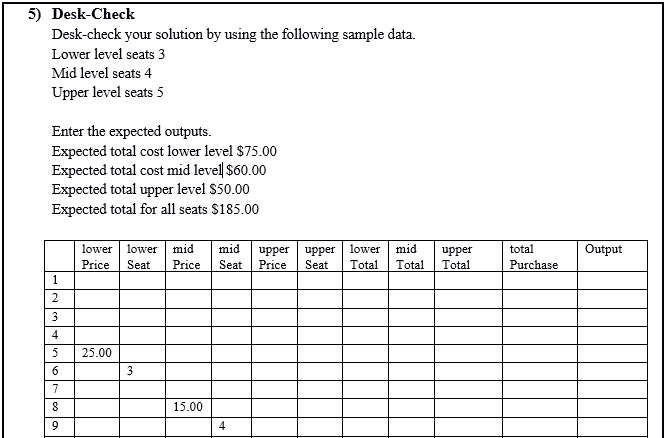 5) Desk-Check
Desk-check your solution by using the following sample data.
Lower level seats 3
Mid level seats 4
Upper level seats 5
Enter the expected outputs.
Expected total cost lower level $75.00
Expected total cost mid level $60.00
Expected total upper level $50.00
Expected total for all seats $185.00
lower lower mid mid upper upper lower mid upper total Output
Price Seat Price Seat Price Seat Total Total Total Purchase
1
2
3
4
5 25.00
6 3
7
8 15.00
9 4